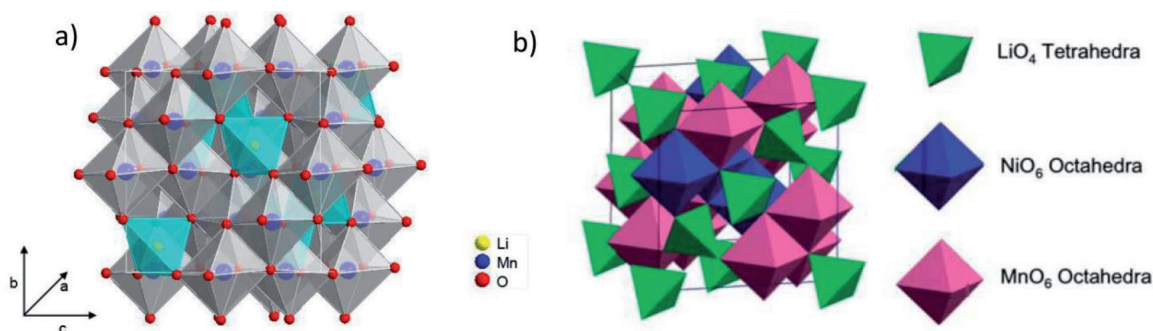 a)
b
a
c
Li
Mn
O
b)
LiO4 Tetrahedra
NiO6 Octahedra
MnO6 Octahedra